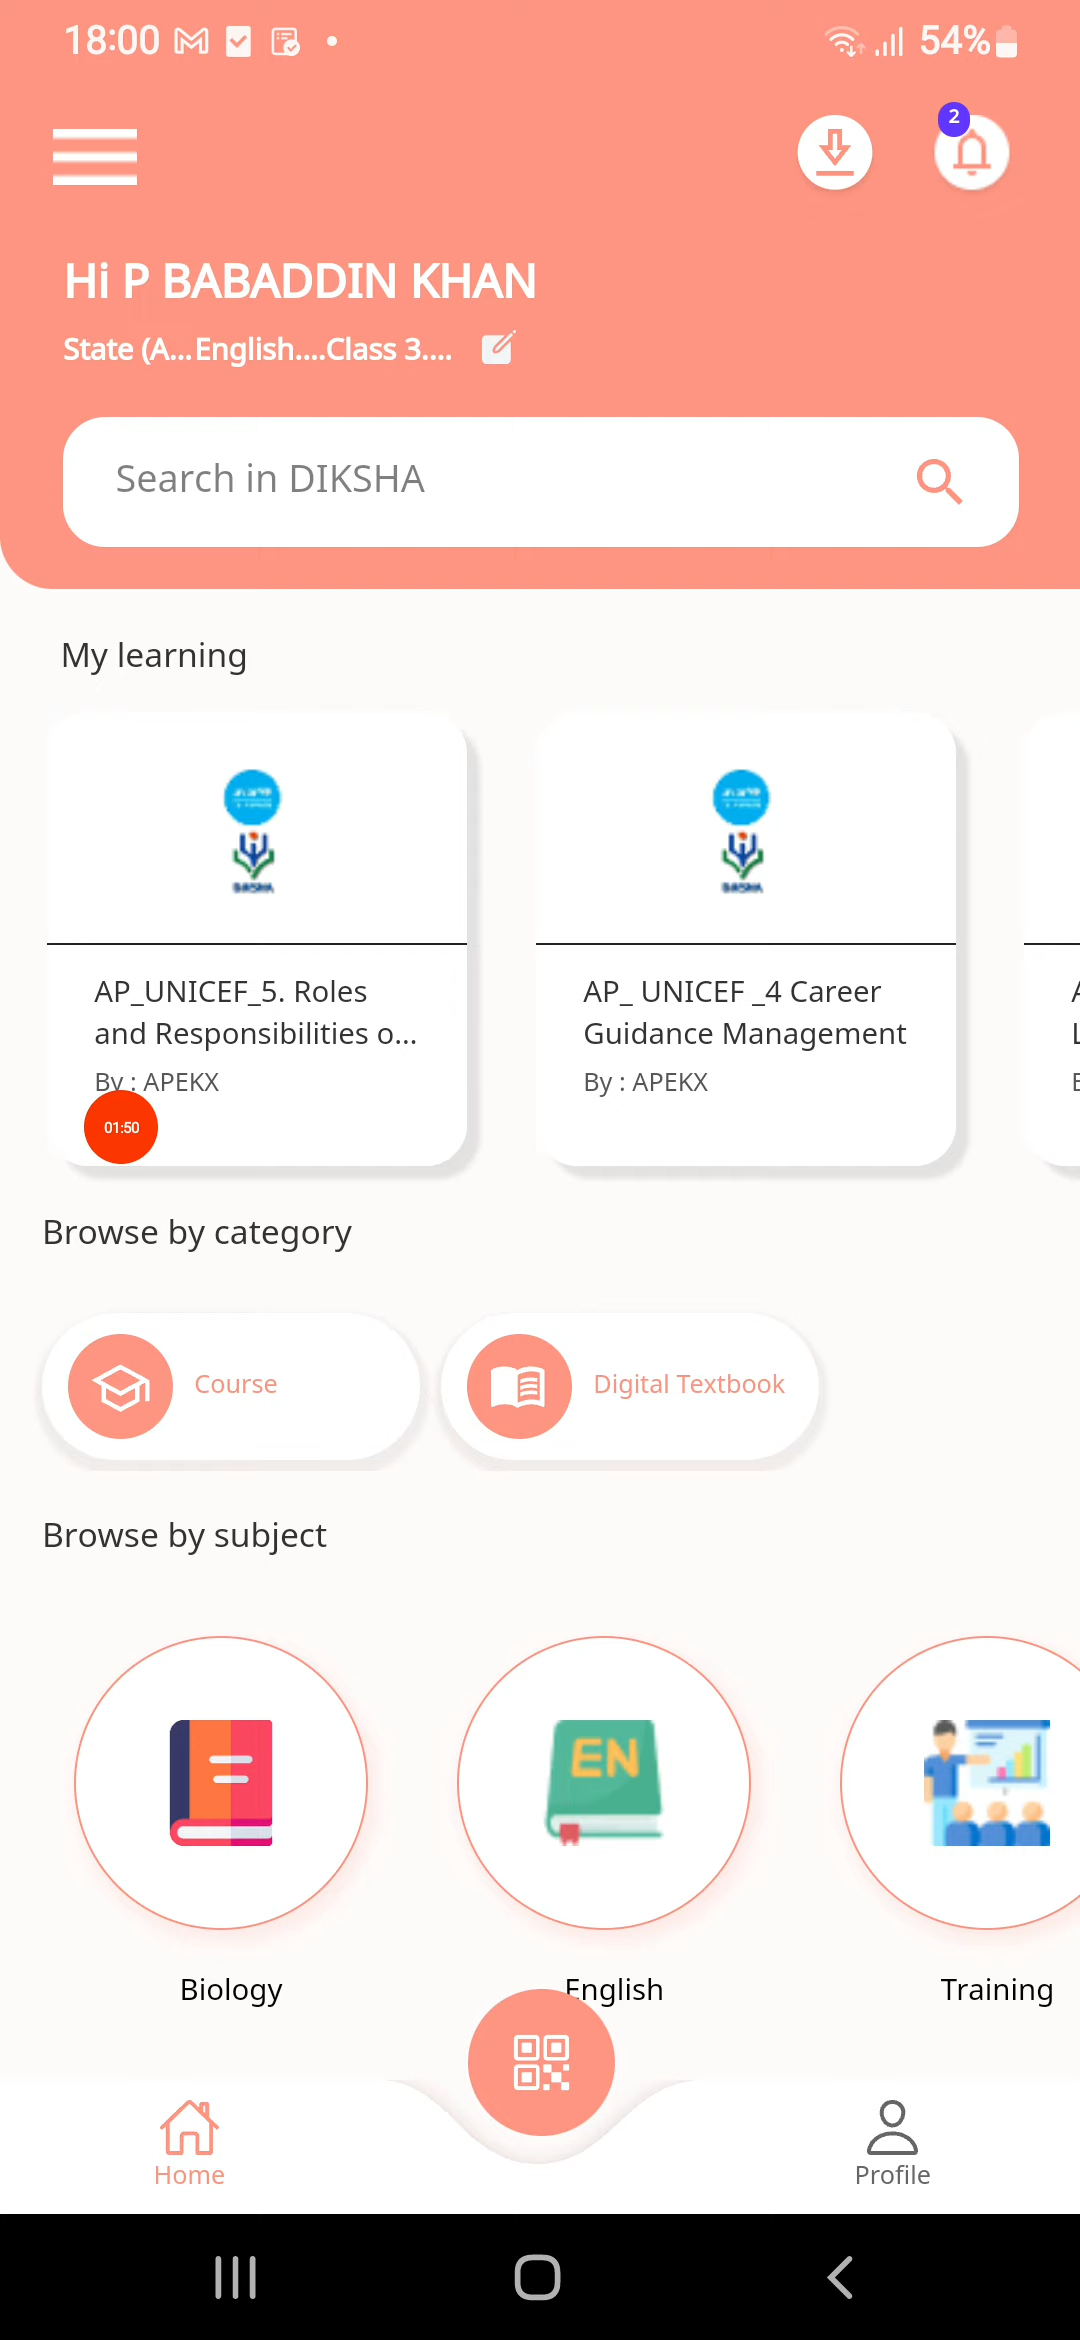 18:00
54%
2
Hi P BABADDIN KHAN
State (A... English....Class 3....
Search in DIKSHA
My learning
AP_UNICEF_5. Roles
and Responsibilities o...
By : APEKX
AP_ UNICEF _4 Career
Guidance Management
By : APEKX
01:50
Browse by category
Course
Digital Textbook
Browse by subject
EN
Biology
English
Training
Home
Profile